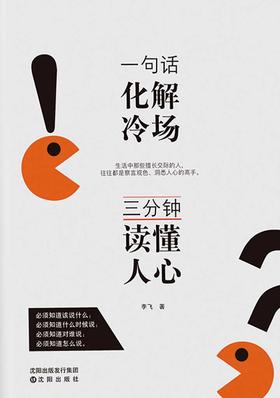 !
一句话
化解
冷场
生活中那些擅长交际的人，
往往都是察言观色、洞悉人心的高手。
三分钟
读懂
人心
李飞 著
?
必须知道该说什么；
必须知道什么时候说；
必须知道对谁说，
必须知道怎么说。
沈阳出版发行集团
沈阳出版社